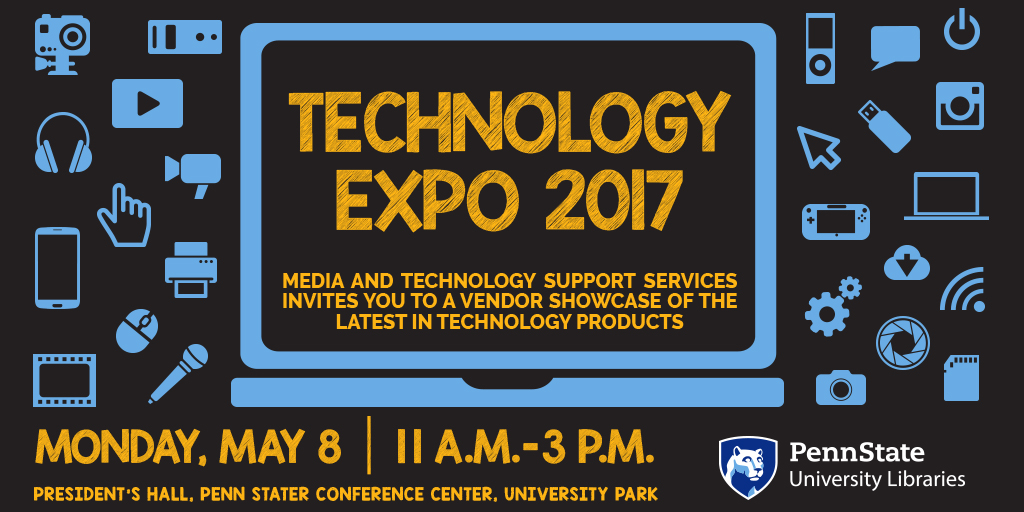 TECHNOLOGY
EXPO 2017
MEDIA AND TECHNOLOGY SUPPORT SERVICES
INVITES YOU TO A VENDOR SHOWCASE OF THE
LATEST IN TECHNOLOGY PRODUCTS
MONDAY, MAY 8 | 11 A.M.-3 P.M.
PRESIDENT'S HALL, PENN STATER CONFERENCE CENTER, UNIVERSITY PARK
PennState
University Libraries